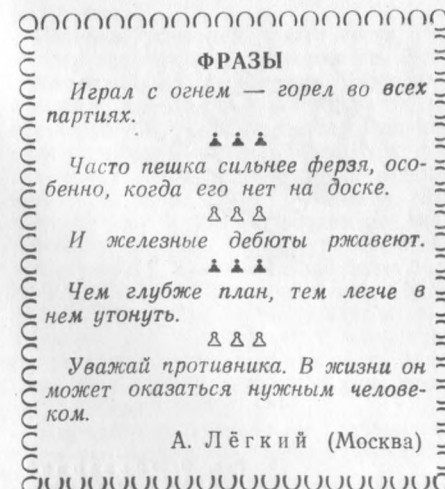 ФРАЗЫ
Играл с огнем — горел во всех
партиях.
Часто пешка сильнее ферзя, осо-
бенно, когда его нет на доске.
И железные дебюты ржавеют.
Чем глубже план, тем легче в
нем утонуть.
Уважай противника. В жизни он
может оказаться нужным челове-
ком.
А. Лёгкий (Москва)